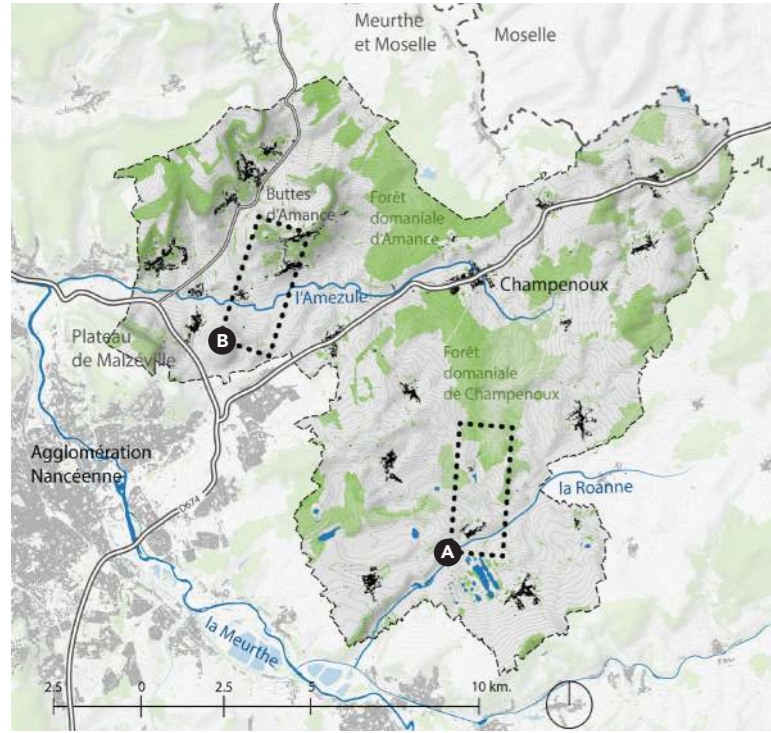 Meurthe
et Moselle
Moselle
Buttes
d'Amance
Forêt
domaniale
d'Amance
l'Amezule
Champenoux
Plateau
de Malzéville
B
Forêt
domaniale
de Champenoux
Agglomération
Nancéenne
la Roanne
D674
A
la Meurthe
2.5
0
2.5
5
10 km.